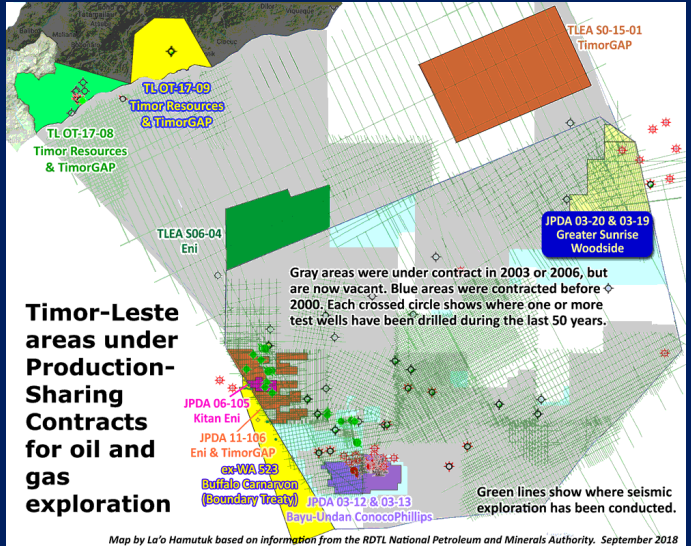 TLEA S0-15-01
TimorGAP
TL OT-17-09
Timor Resources
& TimorGAP
TL OT-17-08
Timor Resources
& TimorGAP
JPDA 03-20 & 03-19
Greater Sunrise
Woodside
TLEA S06-04
Eni
Gray areas were under contract in 2003 or 2006, but
are now vacant. Blue areas were contracted before
2000. Each crossed circle shows where one or more
test wells have been drilled during the last 50 years.
Timor-Leste
areas under
Production-
Sharing
Contracts
for oil and
gas
exploration
JPDA 06-105
Kitan Eni
JPDA 11-106
Eni & TimorGAP
ex-WA 523
Buffalo Carnarvon
(Boundary Treaty)
JPDA 03-12 & 03-13
Bayu-Undan ConocoPhillips
Green lines show where seismic
exploration has been conducted.
Map by La'o Hamutuk based on information from the RDTL National Petroleum and Minerals Authority.  September 2018